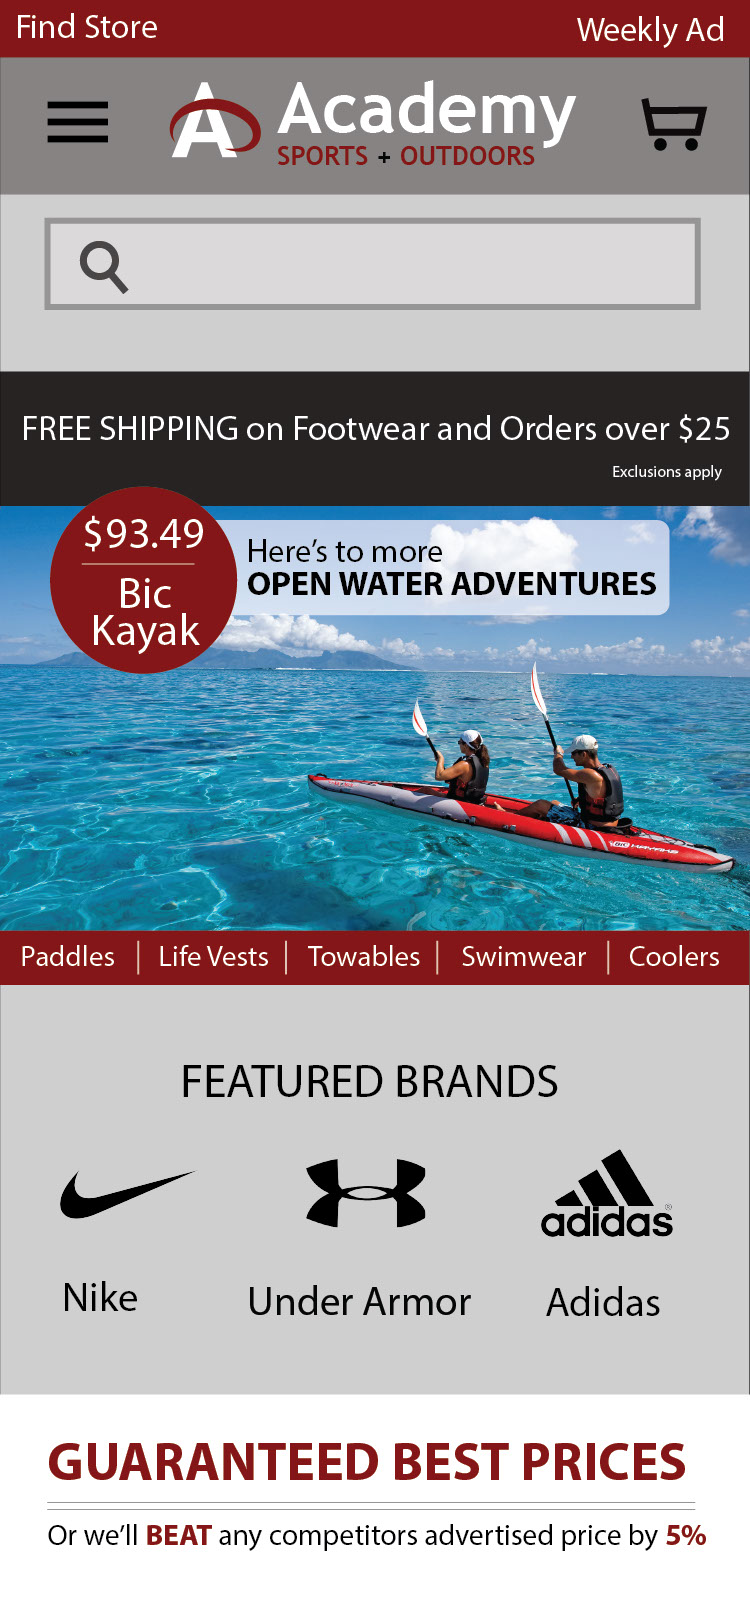 Find Store
Weekly Ad
Academy
SPORTS + OUTDOORS
FREE SHIPPING on Footwear and Orders over $25
Exclusions apply
$93.49
Bic
Kayak
Here's to more
OPEN WATER ADVENTURES
BIC KAYAKS
Paddles | Life Vests | Towables | Swimwear | Coolers
FEATURED BRANDS
adidas®
Nike
Under Armor
Adidas
GUARANTEED BEST PRICES
Or we'll BEAT any competitors advertised price by 5%